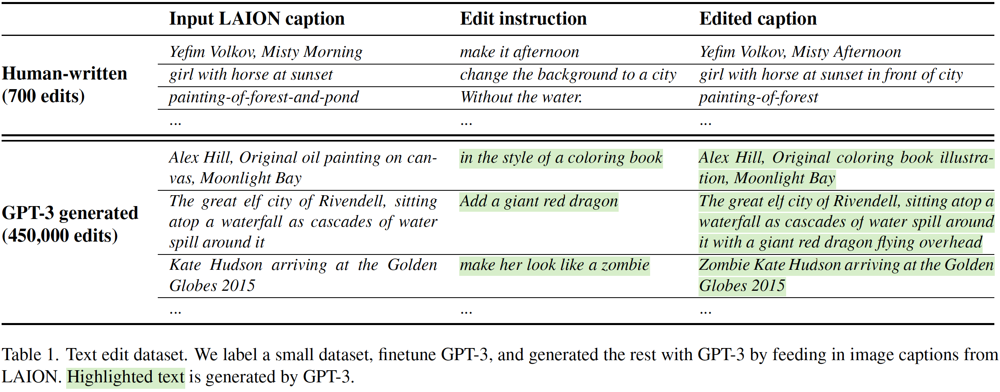 Input LAION caption Edit instruction Edited caption
Human-written
(700 edits)
Yefim Volkov, Misty Morning make it afternoon Yefim Volkov, Misty Afternoon
girl with horse at sunset change the background to a city girl with horse at sunset in front of city
painting-of-forest-and-pond Without the water. painting-of-forest
... ... ...
GPT-3 generated
(450,000 edits)
Alex Hill, Original oil painting on can- in the style of a coloring book Alex Hill, Original coloring book illustra-
vas, Moonlight Bay tion, Moonlight Bay
The great elf city of Rivendell, sitting Add a giant red dragon The great elf city of Rivendell, sitting atop a
atop a waterfall as cascades of water waterfall as cascades of water spill around
spill around it it with a giant red dragon flying overhead
Kate Hudson arriving at the Golden make her look like a zombie Zombie Kate Hudson arriving at the Golden
Globes 2015 Globes 2015
... ... ...
Table 1. Text edit dataset. We label a small dataset, finetune GPT-3, and generated the rest with GPT-3 by feeding in image captions from
LAION. Highlighted text is generated by GPT-3.